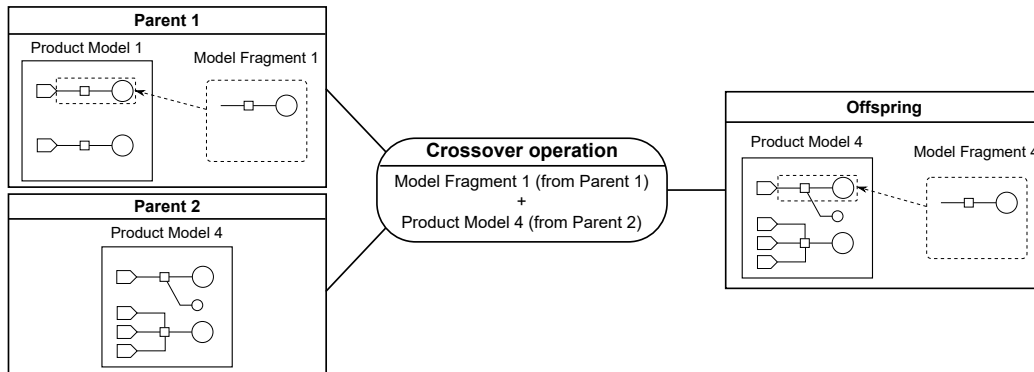 Parent 1
Product Model 1
Model Fragment 1
Parent 2
Product Model 4
Crossover operation
Model Fragment 1 (from Parent 1)
+
Product Model 4 (from Parent 2)
Offspring
Product Model 4
Model Fragment 4